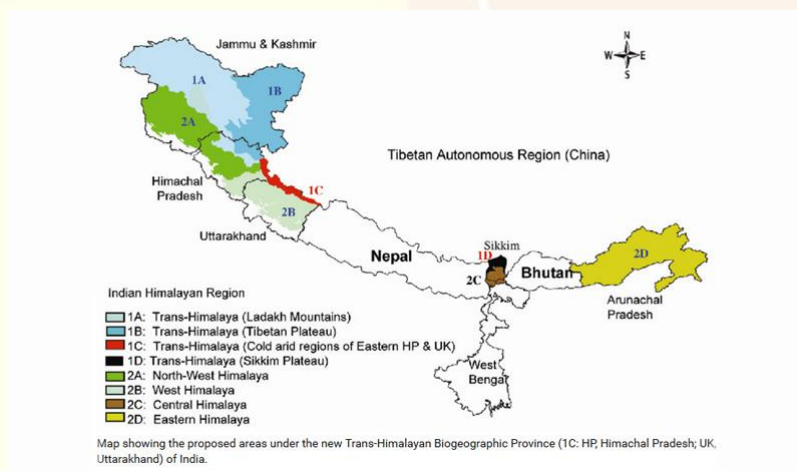 Jammu & Kashmir
N
W E
S
1A
1B
2A
Tibetan Autonomous Region (China)
Himachal
Pradesh
1C
2B
Uttarakhand
Nepal
Sikkim
1D
2C
Bhutan
2D
Arunachal
Pradesh
Indian Himalayan Region
1A: Trans-Himalaya (Ladakh Mountains)
1B: Trans-Himalaya (Tibetan Plateau)
1C: Trans-Himalaya (Cold arid regions of Eastern HP & UK)
1D: Trans-Himalaya (Sikkim Plateau)
2A: North-West Himalaya
2B: West Himalaya
2C: Central Himalaya
2D: Eastern Himalaya
West
Bengal
Map showing the proposed areas under the new Trans-Himalayan Biogeographic Province (1C: HP, Himachal Pradesh; UK,
Uttarakhand) of India.